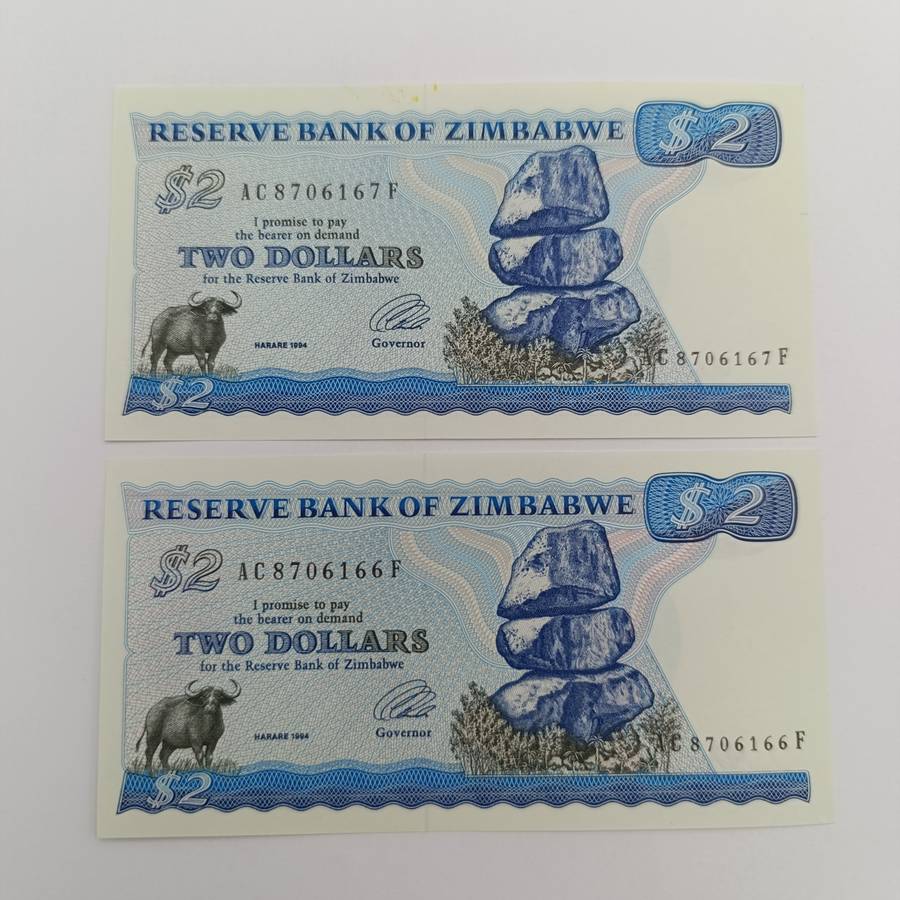 RESERVE BANK OF ZIMBABWE
$2
$2 AC8706167F
I promise to pay
the bearer on demand
TWO DOLLARS
for the Reserve Bank of Zimbabwe
HARARE 1994
Governor
AC8706167F
$2
RESERVE BANK OF ZIMBABWE
$2
$2 AC8706166F
I promise to pay
the bearer on demand
TWO DOLLARS
for the Reserve Bank of Zimbabwe
HARARE 1994
Governor
AC8706166F
$2